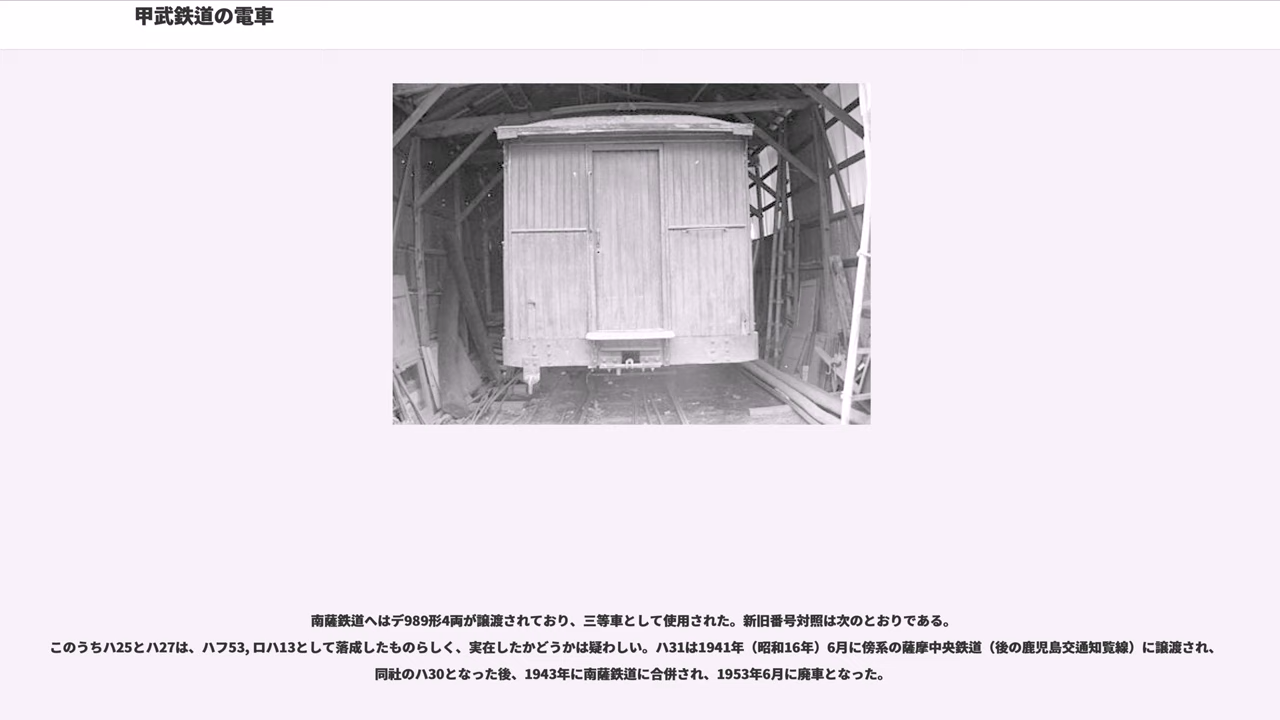 甲武鉄道の電車
南薩鉄道へはデ989形4両が譲渡されており、三等車として使用された。新旧番号対照は次のとおりである。
このうちハ25とハ27は、ハフ53, ロハ13として落成したものらしく、実在したかどうかは疑わしい。ハ31は1941年（昭和16年）6月に傍系の薩摩中央鉄道（後の鹿児島交通知覧線）に譲渡され、
同社のハ30となった後、1943年に南薩鉄道に合併され、1953年6月に廃車となった。